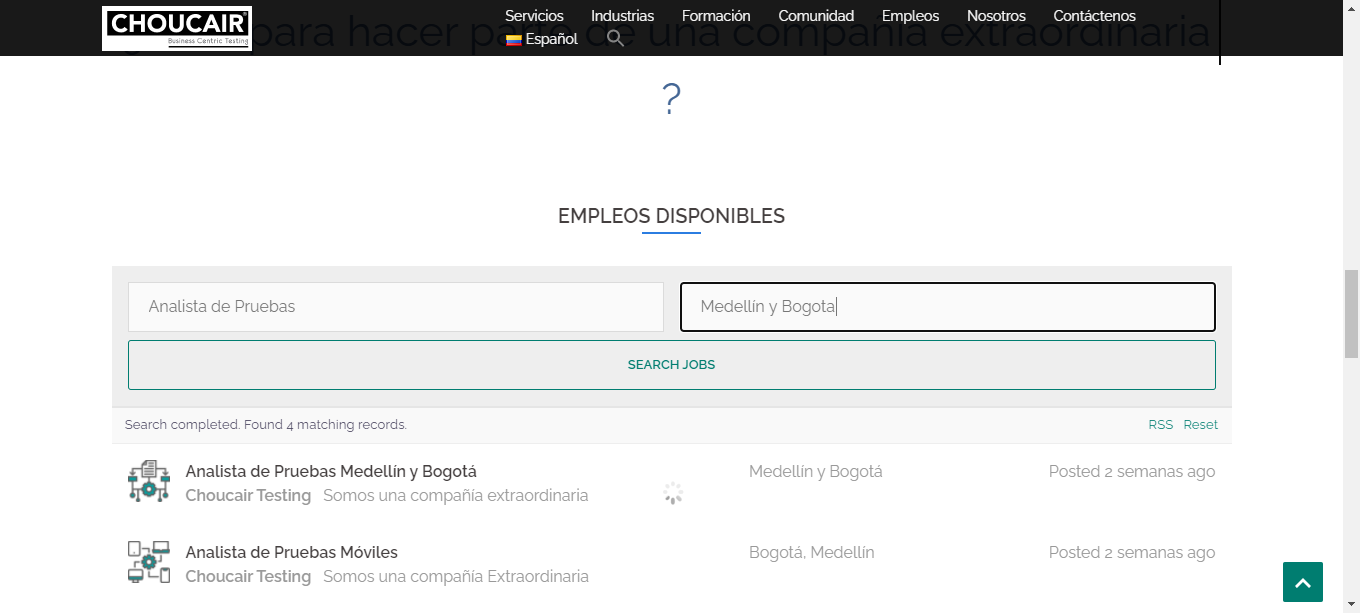 CHOUCAIR
Business Centric Testing
Servicios Industrias Formación Comunidad Empleos Nosotros Contáctenos
Español
para hacer parte de una compañía extraordinaria
?
EMPLEOS DISPONIBLES
Analista de Pruebas
Medellín y Bogota
SEARCH JOBS
Search completed. Found 4 matching records.
RSS Reset
Analista de Pruebas Medellín y Bogotá
Medellín y Bogotá
Posted 2 semanas ago
Choucair Testing Somos una compañía extraordinaria
Analista de Pruebas Móviles
Bogotá, Medellín
Posted 2 semanas ago
Choucair Testing Somos una compañía Extraordinaria